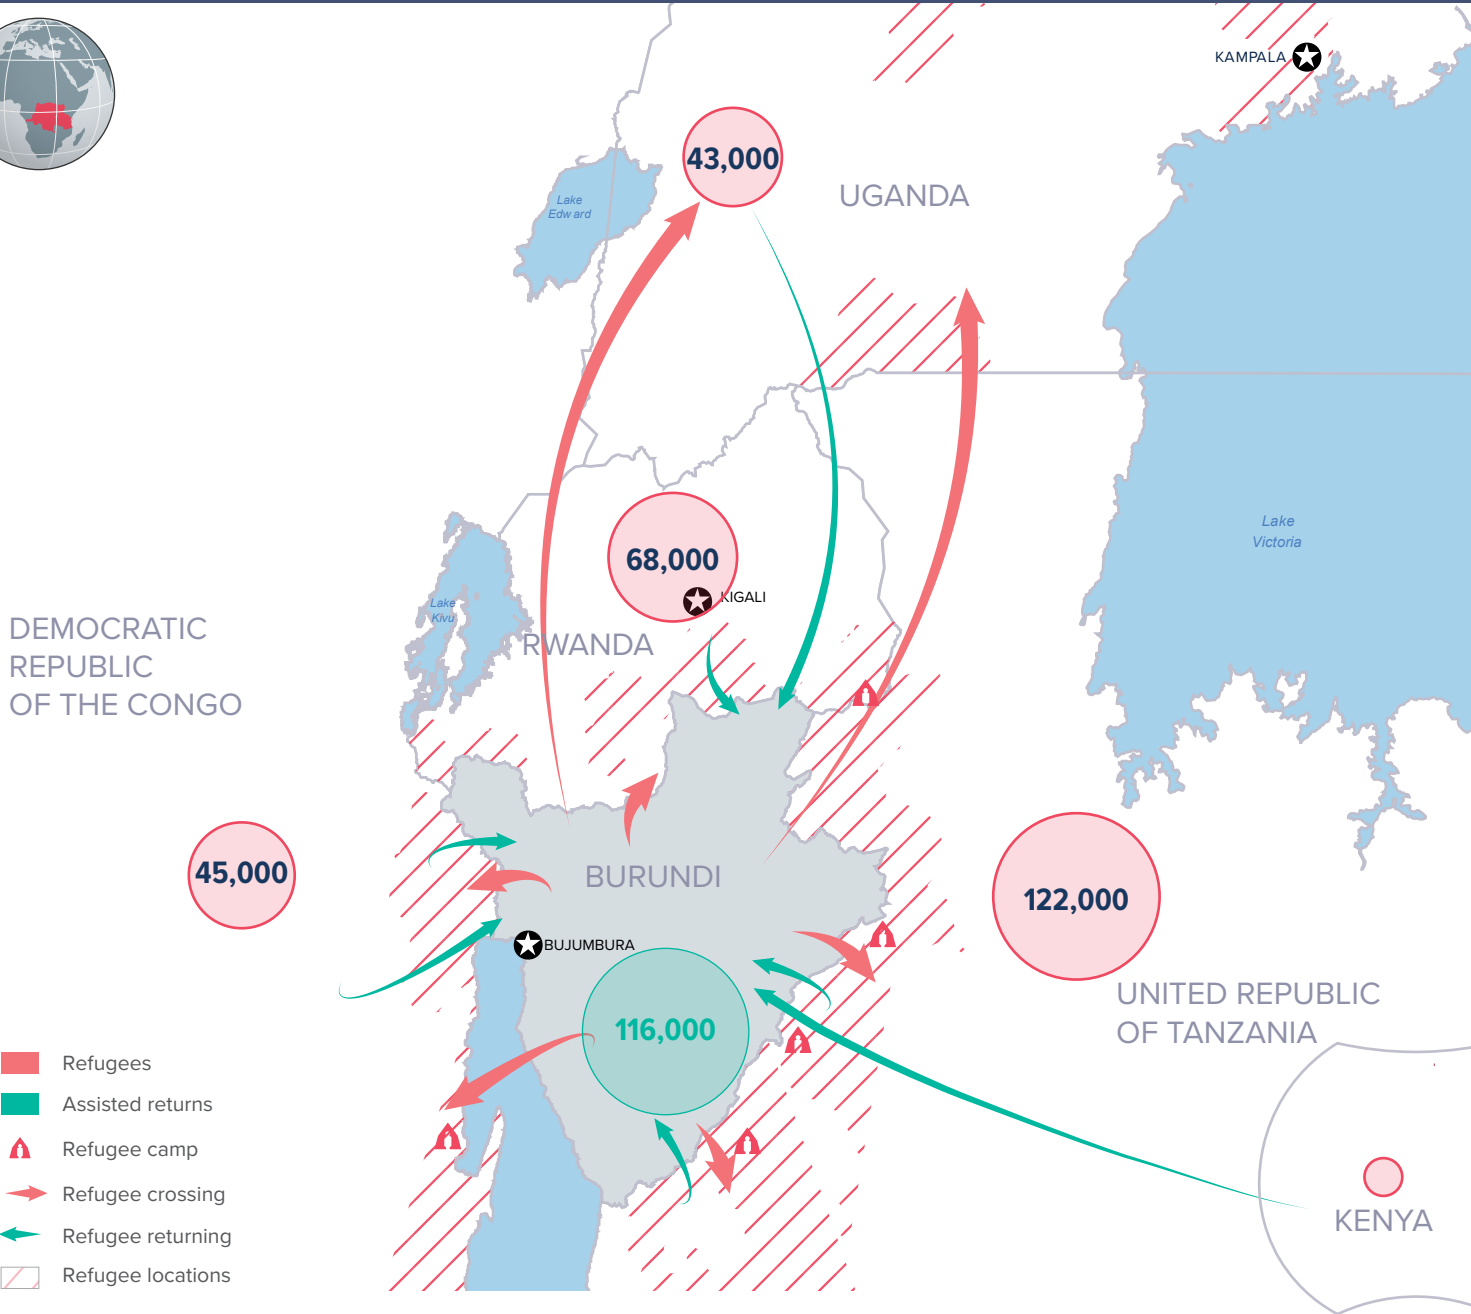 KAMPALA
43,000
UGANDA
Lake
Edward
68,000
KIGALI
Lake
Victoria
Lake
Kivu
RWANDA
DEMOCRATIC
REPUBLIC
OF THE CONGO
45,000
BURUNDI
122,000
BUJUMBURA
116,000
UNITED REPUBLIC
OF TANZANIA
KENYA
Refugees
Assisted returns
Refugee camp
Refugee crossing
Refugee returning
Refugee locations